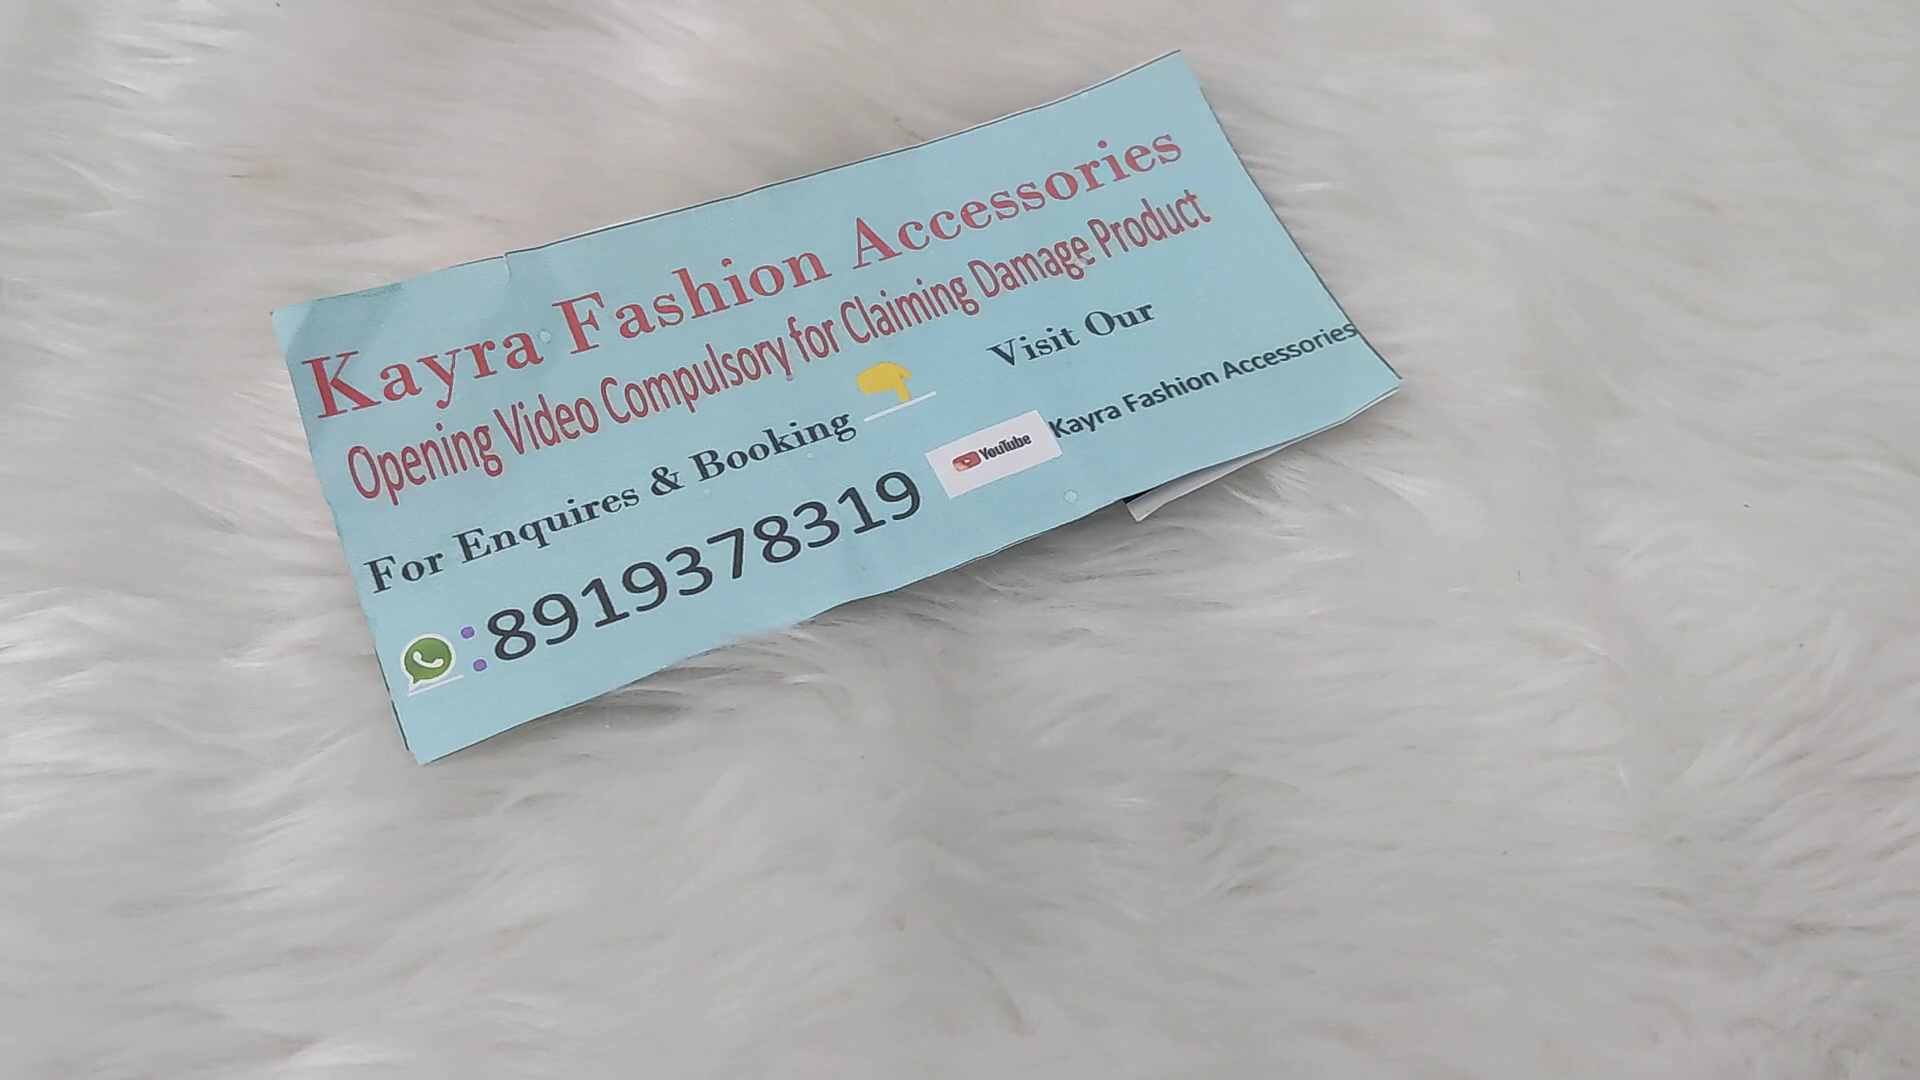 Kayra Fashion Accessories
Opening Video Compulsory for Claiming Damage Product
For Enquires & Booking
:8919378319
Visit Our
YouTube Kayra Fashion Accessories